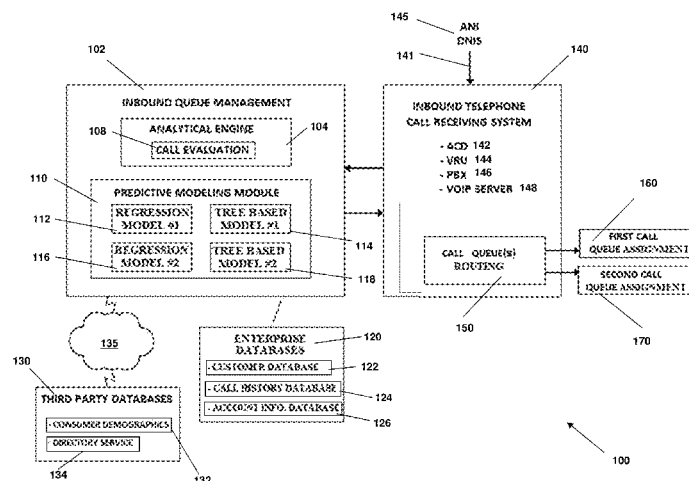 145
ANI
DNIS
141
102
140
INBOUND QUEUE MANAGEMENT
ANALYTICAL ENGINE
108
CALL EVALUATION
104
110
PREDICTIVE MODELING MODULE
112
REGRESSION MODEL #1
TREE BASED MODEL #1
114
116
REGRESSION MODEL #2
TREE BASED MODEL #2
118
INBOUND TELEPHONE
CALL RECEIVING SYSTEM
- ACD 142
- VRU 144
- PBX 146
- VOIP SERVER 148
CALL QUEUE(S)
ROUTING
150
160
FIRST CALL
QUEUE ASSIGNMENT
SECOND CALL
QUEUE ASSIGNMENT
170
135
120
ENTERPRISE
DATABASES
- CUSTOMER DATABASE
122
- CALL HISTORY DATABASE
124
- ACCOUNT INFO. DATABASE
126
130
THIRD PARTY DATABASES
- CONSUMER DEMOGRAPHICS
- DIRECTORY SERVICE
134
132
100